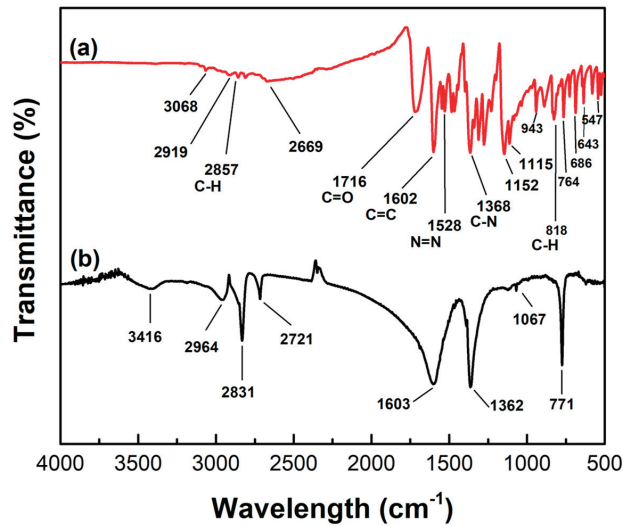 (a)
3068
2919
2857
C-H
2669
1716
C=O
1602
C=C
1528
N=N
1368
C-N
1152
1115
943
818
C-H
764
686
643
547
(b)
3416
2964
2831
2721
1603
1362
1067
771
Transmittance (%)
4000 3500 3000 2500 2000 1500 1000 500
Wavelength (cm⁻¹)